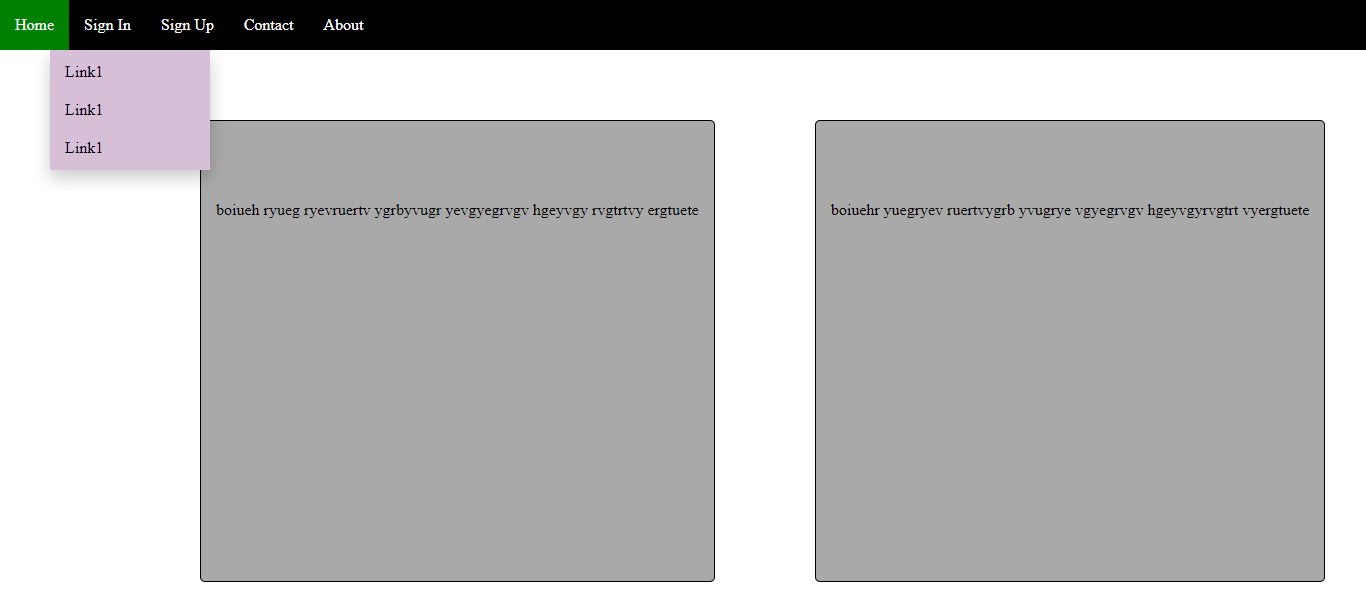 Home Sign In Sign Up Contact About
Link1
Link1
Link1
boiueh ryueg ryevruertv ygrbyvugr yevgyegrvgv hgeyvgy rvgtrtvy ergtuete
boiuehr yuegryev ruertvygrb yvugrye vgyegrvgv hgeyvgyrvgtrt vyergtuete